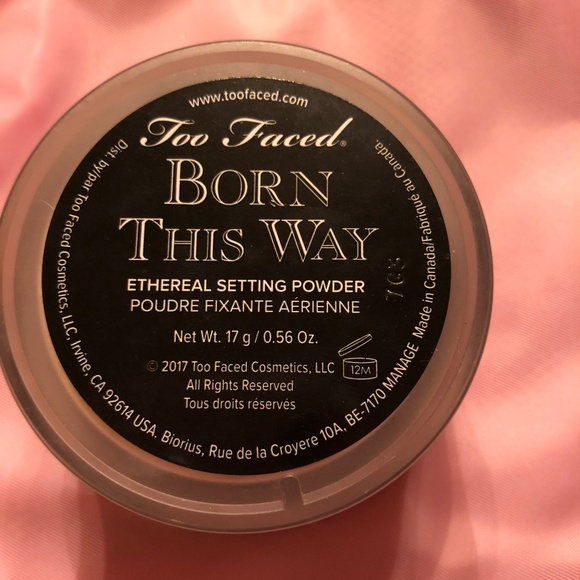 www.toofaced.com
Too Faced®
BORN
THIS WAY
ETHEREAL SETTING POWDER
POUDRE FIXANTE AÉRIENNE
Net Wt. 17 g / 0.56 Oz.
© 2017 Too Faced Cosmetics, LLC
All Rights Reserved
Tous droits réservés
12M
Dist. by/par Too Faced Cosmetics, LLC, Irvine, CA 92614 USA. Biorius, Rue de la Croyere 10A, BE-7170 MANAGE Made in Canada/Fabriqué au Canada.